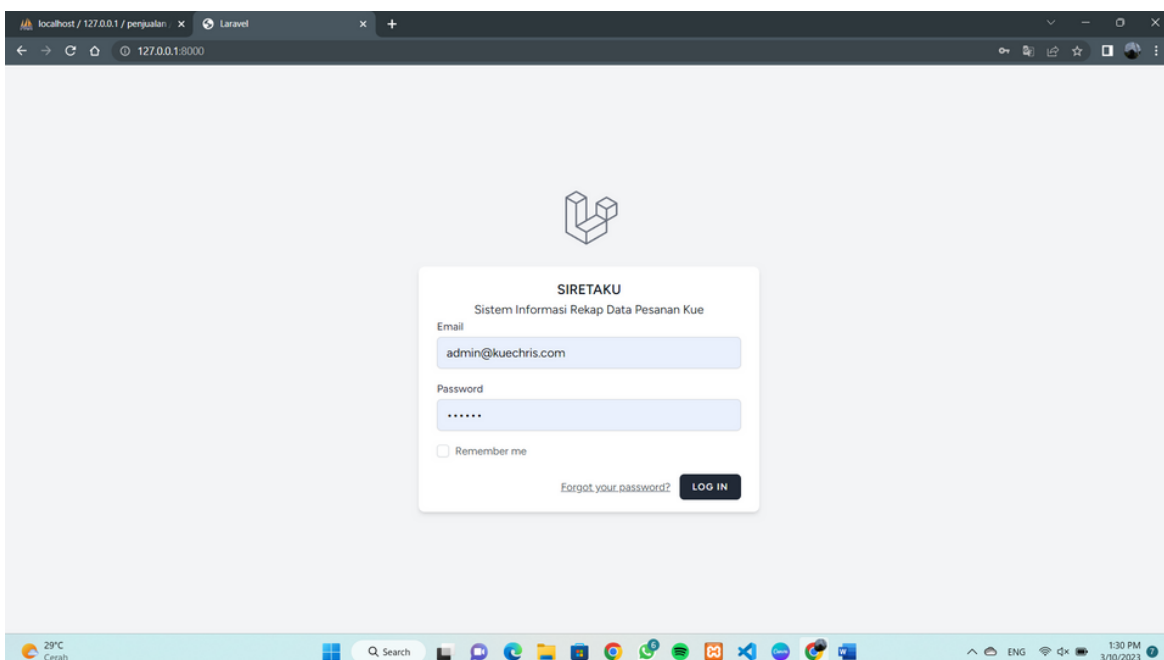 localhost / 127.0.0.1 / penjualan
Laravel
127.0.0.1:8000
SIRETAKU
Sistem Informasi Rekap Data Pesanan Kue
Email
admin@kuechris.com
Password
••••••
Remember me
Forgot your password?
LOG IN
29°C
Cerah
Search
6
ENG
1:30 PM
3/10/2023